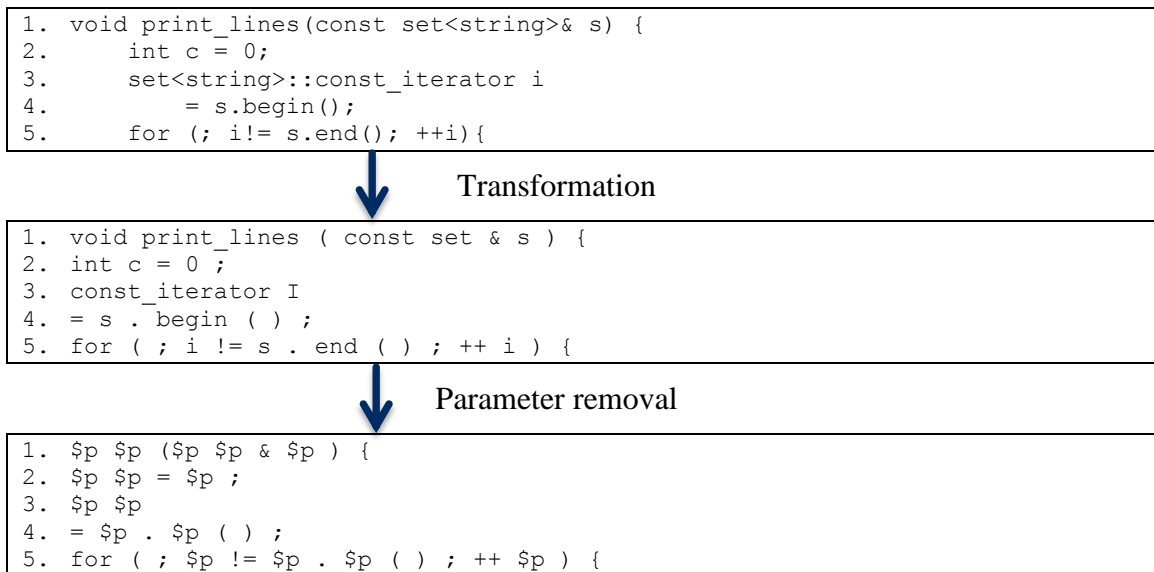 1. void print_lines(const set<string>& s) {
2.     int c = 0;
3.     set<string>::const_iterator i
4.         = s.begin();
5.     for (; i!= s.end(); ++i){
Transformation
1. void print_lines ( const set & s ) {
2. int c = 0 ;
3. const_iterator I
4. = s . begin ( ) ;
5. for ( ; i != s . end ( ) ; ++ i ) {
Parameter removal
1. $p $p ($p $p & $p ) {
2. $p $p = $p ;
3. $p $p
4. = $p . $p ( ) ;
5. for ( ; $p != $p . $p ( ) ; ++ $p ) {